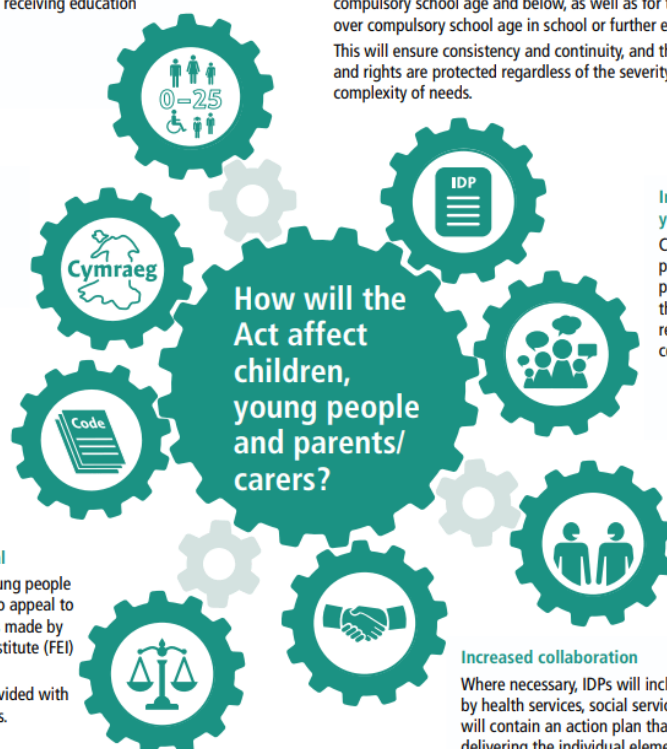 receiving education
compulsory school age and below, as well as for
over compulsory school age in school or further
This will ensure consistency and continuity, and
and rights are protected regardless of the severity
complexity of needs.
0–25
IDP
Cymraeg
How will the
Act affect
children,
young people
and parents/
carers?
Code
ung people
appeal to
made by
stitute (FEI)
vided with
Increased collaboration
Where necessary, IDPs will
by health services, social
will contain an action plan
delivering the individual